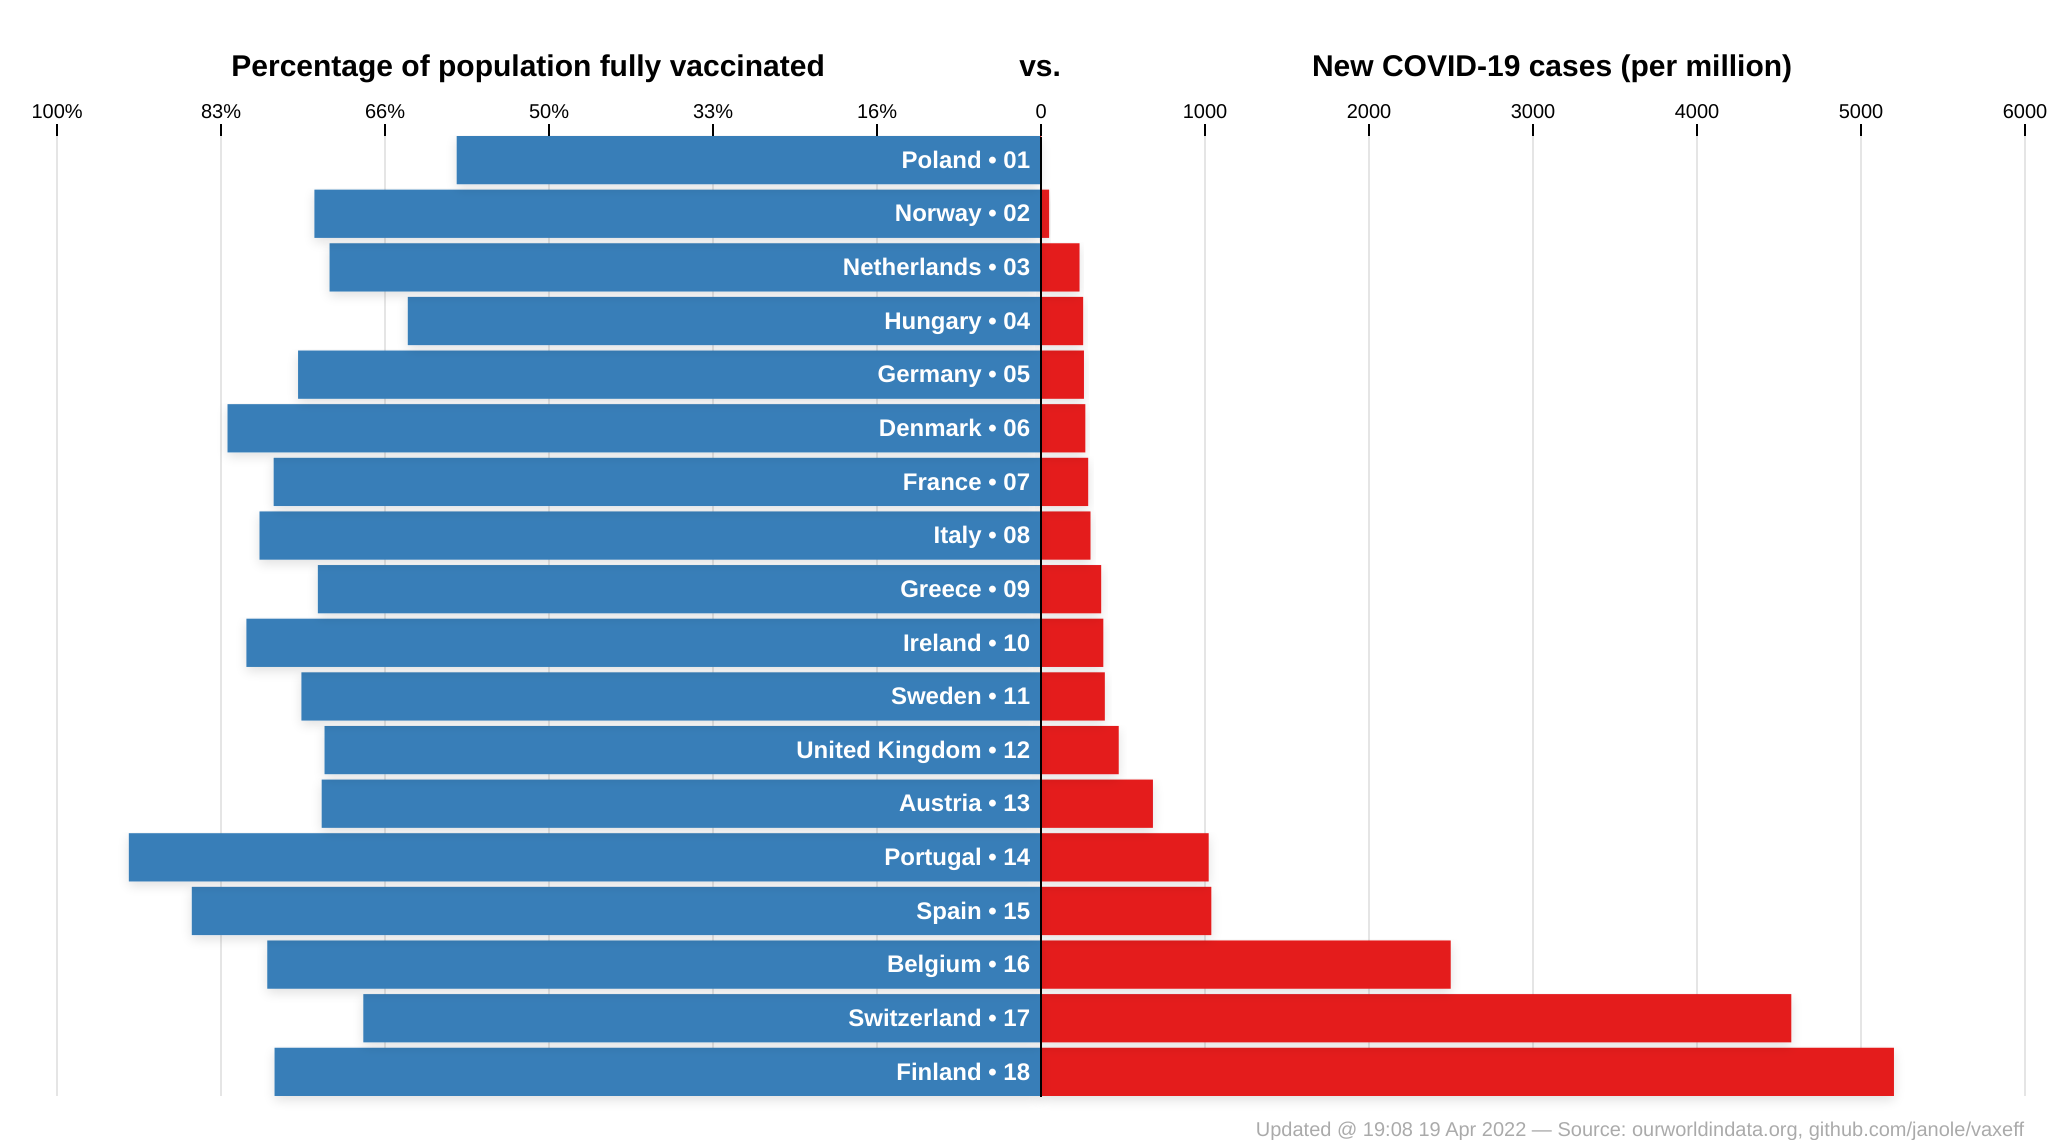 Percentage of population fully vaccinated vs. New COVID-19 cases (per million)
100% 83% 66% 50% 33% 16% 0 1000 2000 3000 4000 5000 6000
Poland • 01
Norway • 02
Netherlands • 03
Hungary • 04
Germany • 05
Denmark • 06
France • 07
Italy • 08
Greece • 09
Ireland • 10
Sweden • 11
United Kingdom • 12
Austria • 13
Portugal • 14
Spain • 15
Belgium • 16
Switzerland • 17
Finland • 18
Updated @ 19:08 19 Apr 2022 — Source: ourworldindata.org, github.com/janole/vaxeff